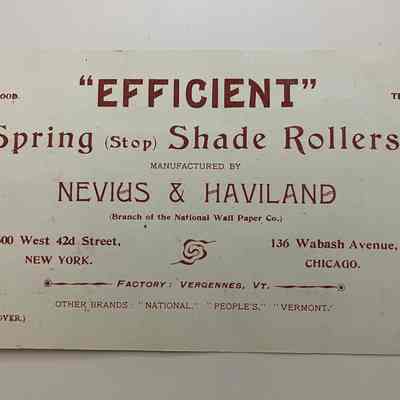 OOD.
"EFFICIENT"
Spring (Stop) Shade Rollers
MANUFACTURED BY
NEVIUS & HAVILAND
(Branch of the National Wall Paper Co.)
500 West 42d Street,
NEW YORK.
136 Wabash Avenue,
CHICAGO.
FACTORY: VERGENNES, VT.
OTHER BRANDS: "NATIONAL," "PEOPLE'S," "VERMONT."
OVER.)